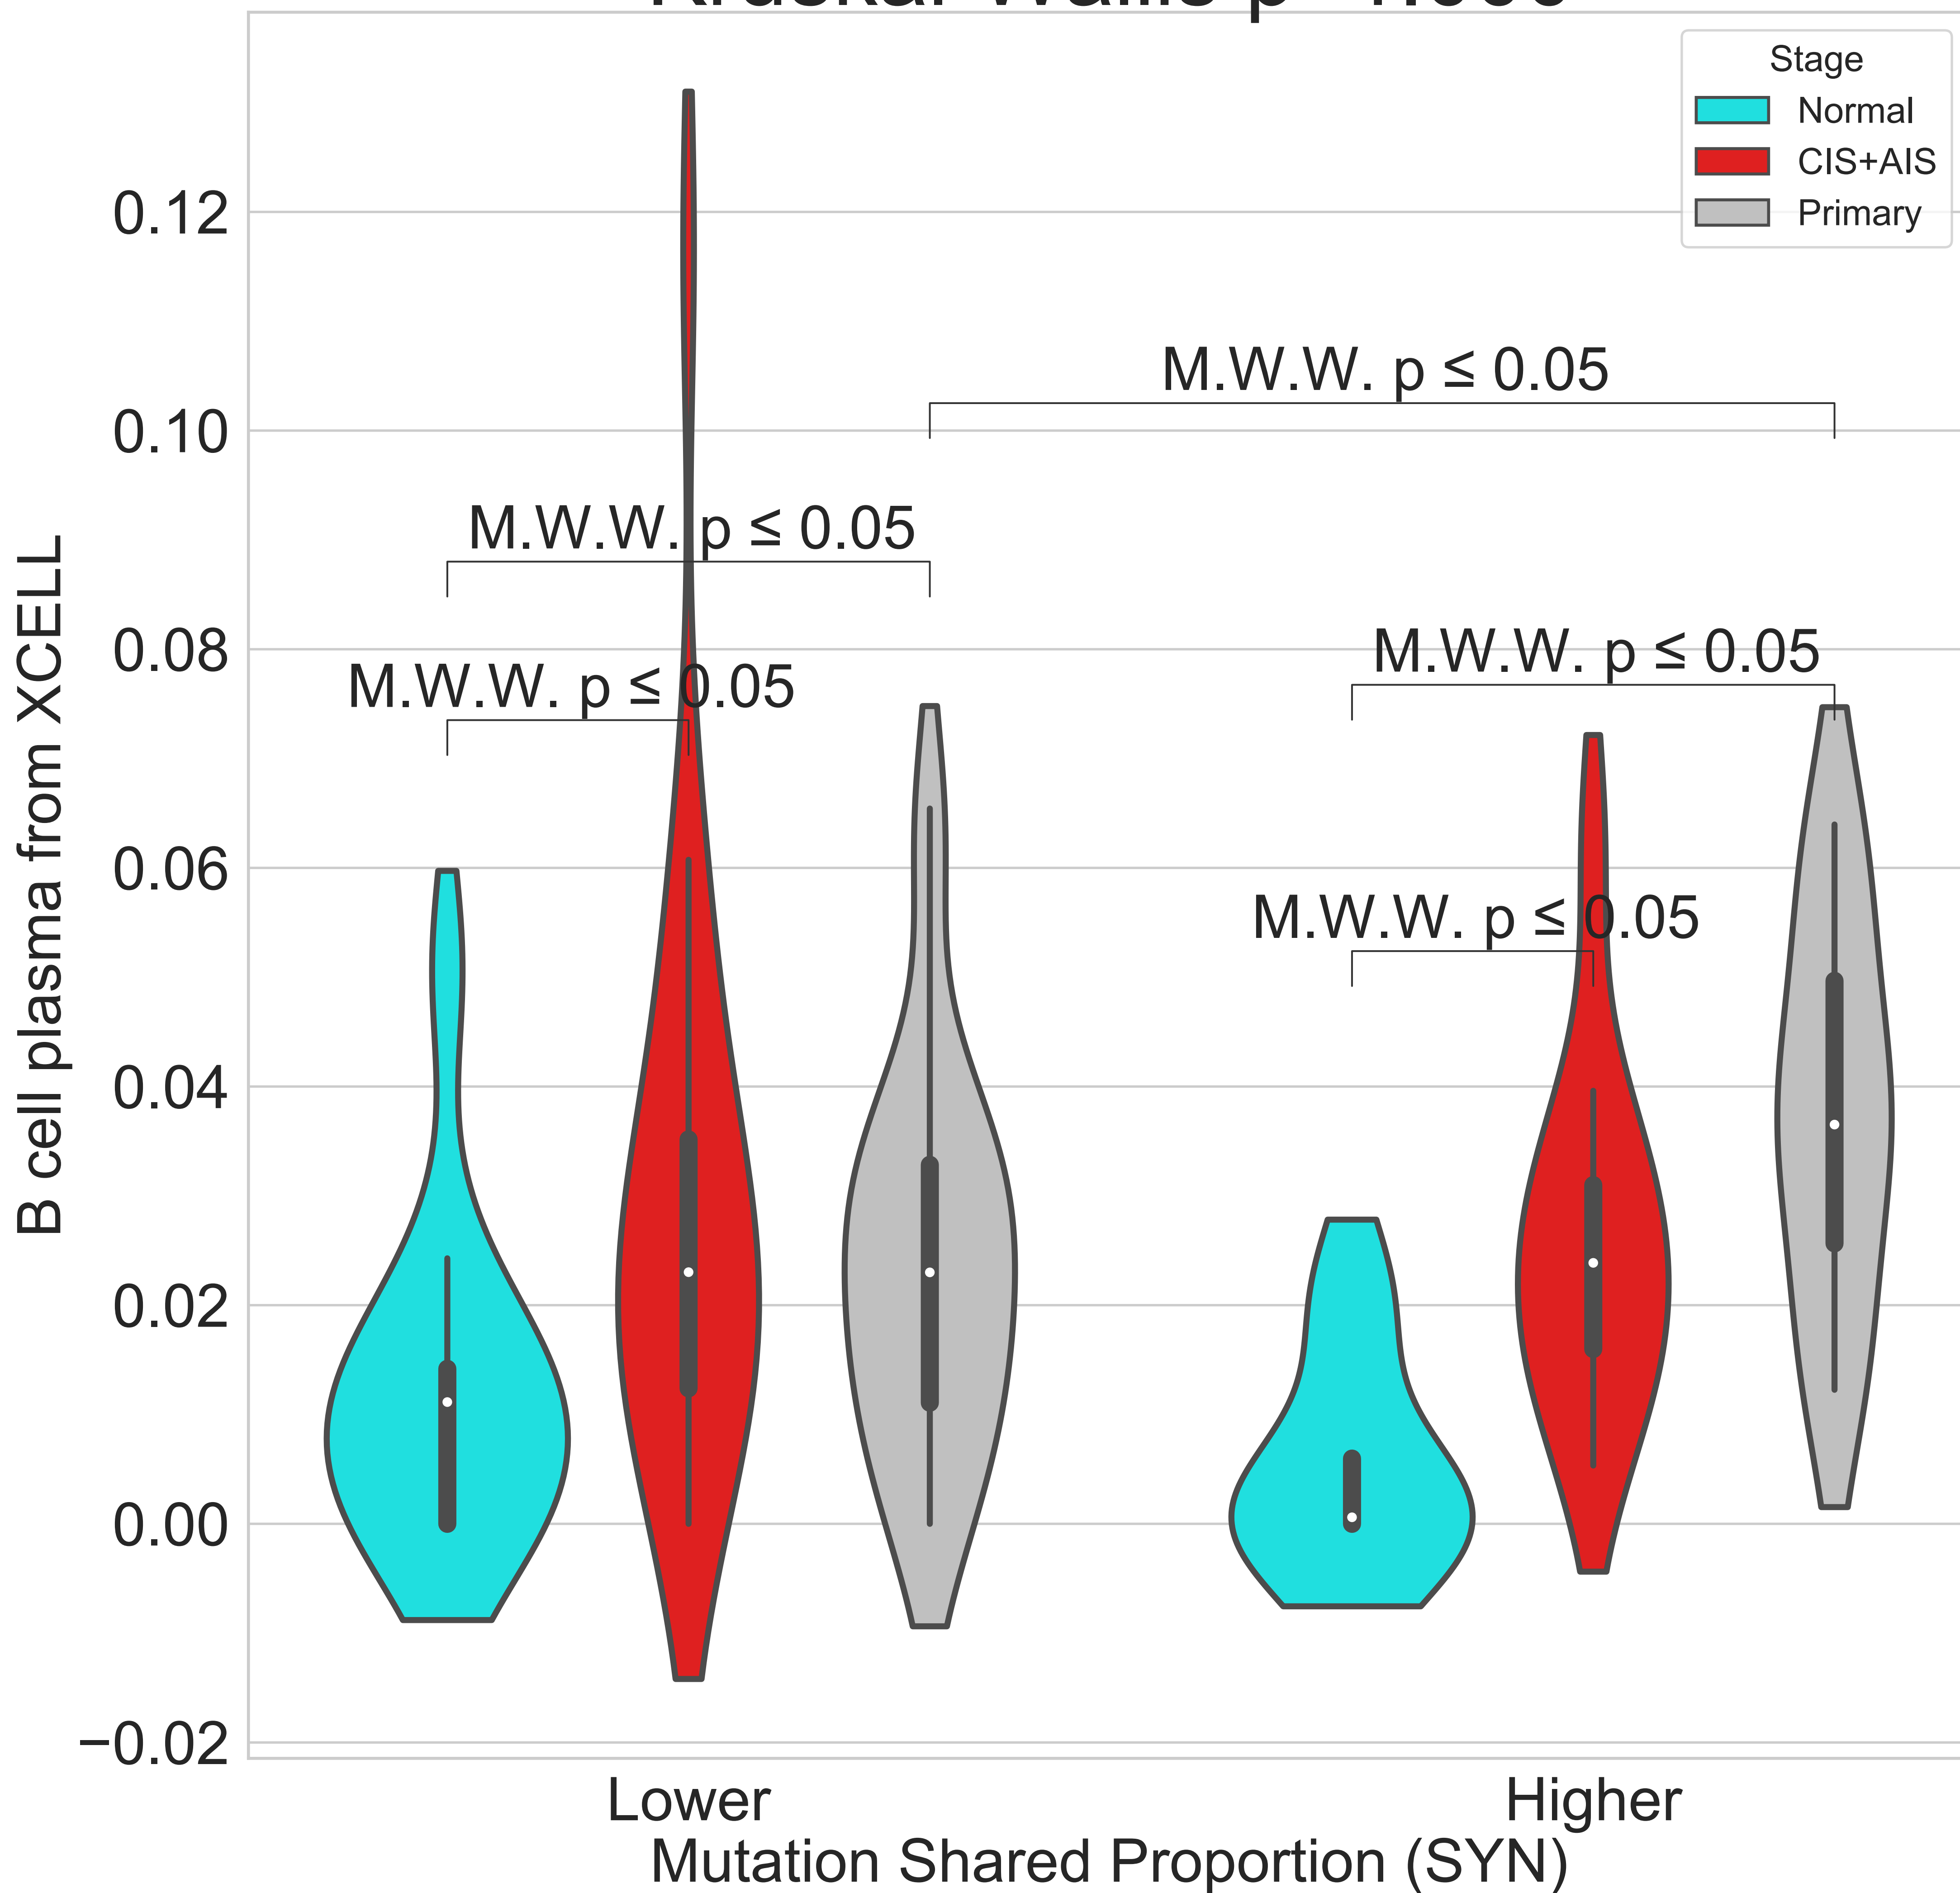 Stage
Normal
CIS+AIS
Primary
0.12
M.W.W. p ≤ 0.05
0.10
M.W.W. p ≤ 0.05
0.08
M.W.W. p ≤ 0.05
M.W.W. p ≤ 0.05
0.06
M.W.W. p ≤ 0.05
0.04
0.02
0.00
−0.02
B cell plasma from XCELL
Lower
Higher
Mutation Shared Proportion (SYN)